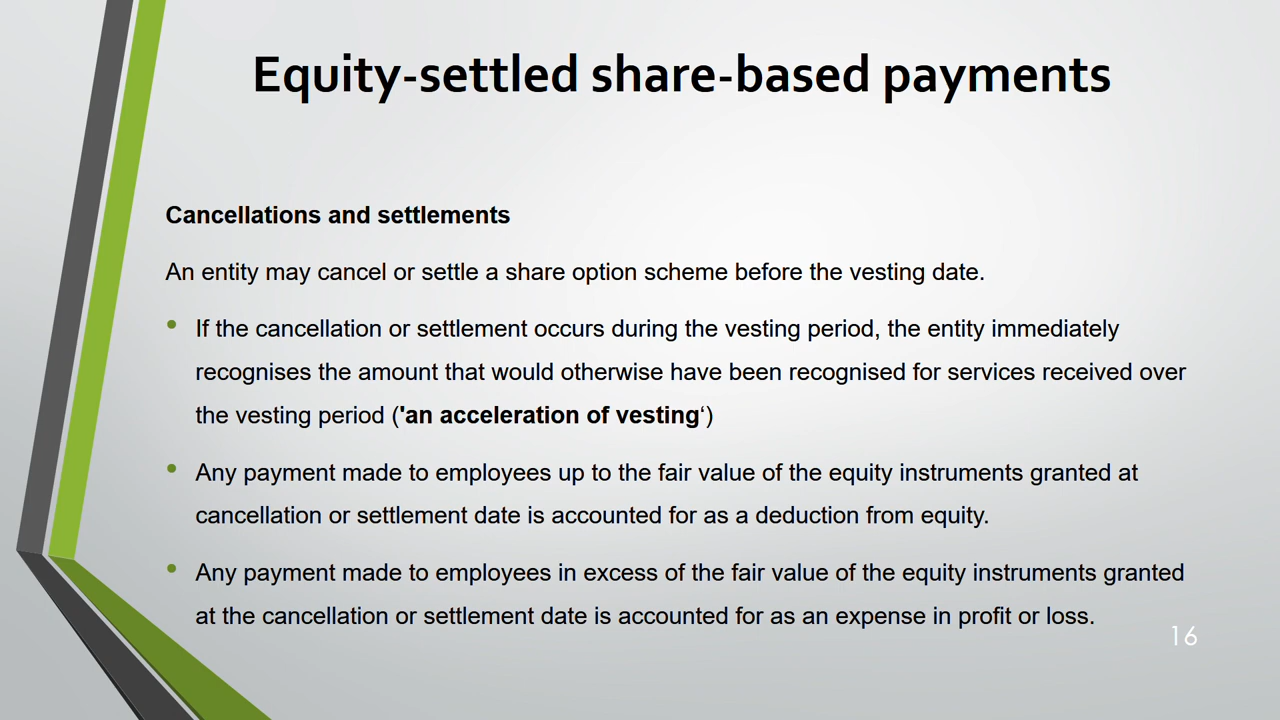 Equity-settled share-based payments
Cancellations and settlements
An entity may cancel or settle a share option scheme before the vesting date.
• If the cancellation or settlement occurs during the vesting period, the entity immediately
recognises the amount that would otherwise have been recognised for services received over
the vesting period ('an acceleration of vesting‘)
• Any payment made to employees up to the fair value of the equity instruments granted at
cancellation or settlement date is accounted for as a deduction from equity.
• Any payment made to employees in excess of the fair value of the equity instruments granted
at the cancellation or settlement date is accounted for as an expense in profit or loss.
16